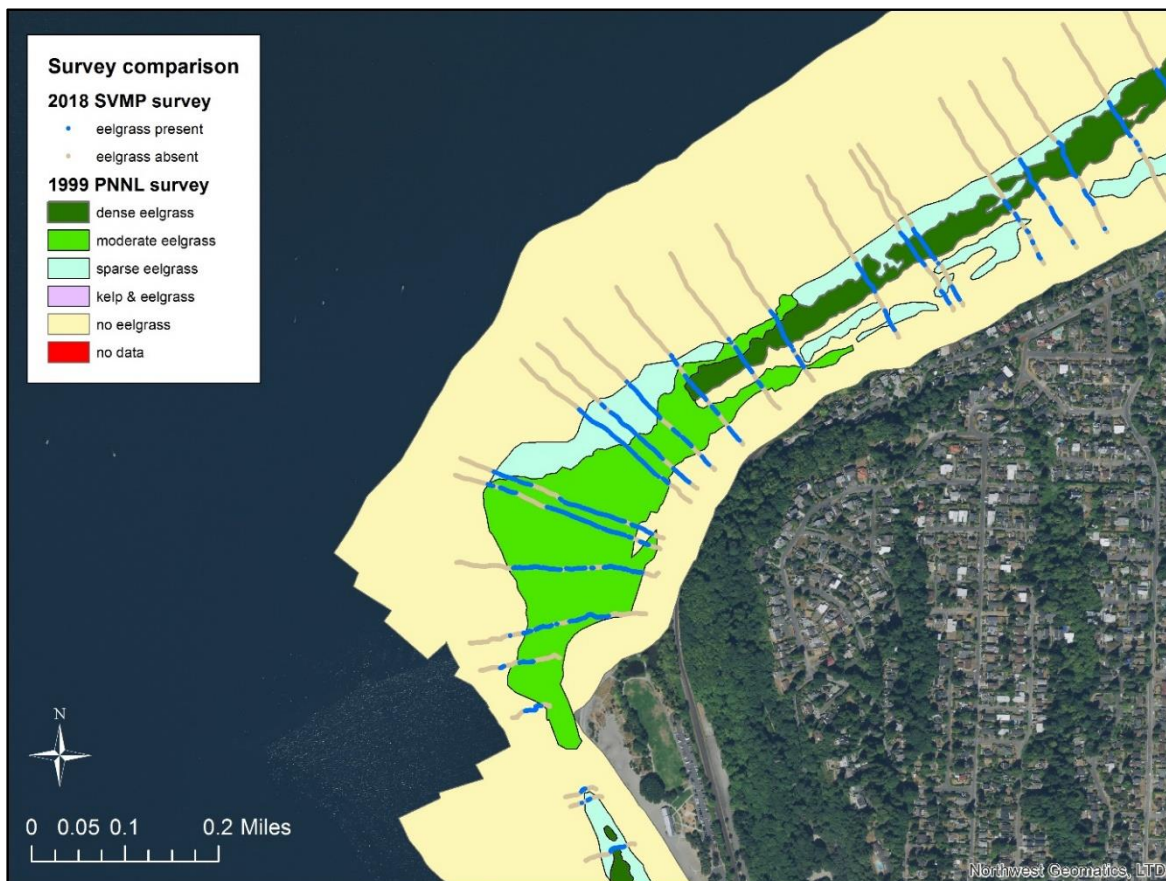 Survey comparison
2018 SVMP survey
eelgrass present
eelgrass absent
1999 PNNL survey
dense eelgrass
moderate eelgrass
sparse eelgrass
kelp & eelgrass
no eelgrass
no data
N
0 0.05 0.1 0.2 Miles
Northwest Geomatics, LTD